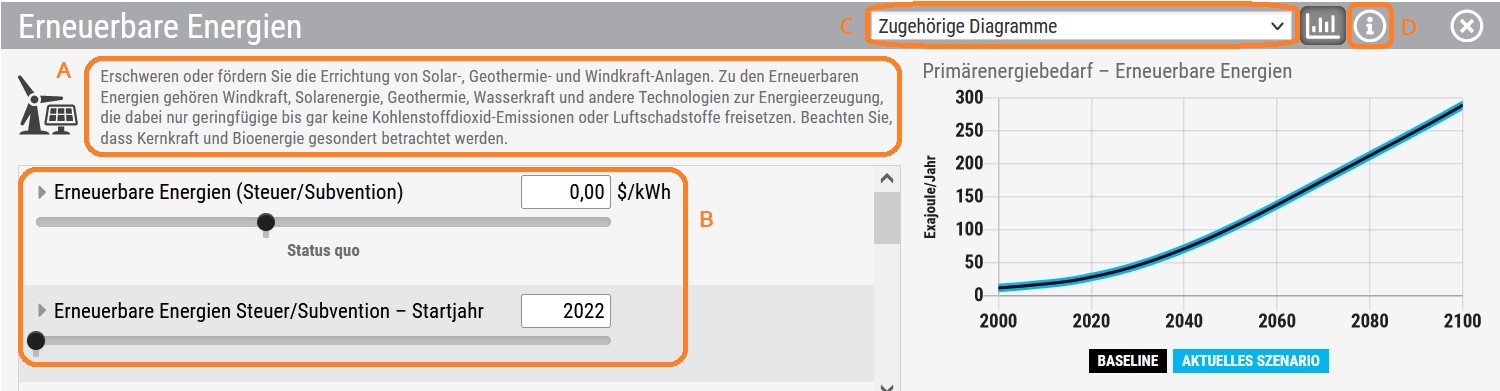 Erneuerbare Energien
C
Zugehörige Diagramme
D
A
Erschweren oder fördern Sie die Errichtung von Solar-, Geothermie- und Windkraft-Anlagen. Zu den Erneuerbaren
Energien gehören Windkraft, Solarenergie, Geothermie, Wasserkraft und andere Technologien zur Energieerzeugung,
die dabei nur geringfügige bis gar keine Kohlenstoffdioxid-Emissionen oder Luftschadstoffe freisetzen. Beachten Sie,
dass Kernkraft und Bioenergie gesondert betrachtet werden.
Erneuerbare Energien (Steuer/Subvention) 0,00 $/kWh
Status quo
B
Erneuerbare Energien Steuer/Subvention – Startjahr 2022
Primärenergiebedarf – Erneuerbare Energien
Exajoule/Jahr
300
250
200
150
100
50
0
2000 2020 2040 2060 2080 2100
BASELINE AKTUELLES SZENARIO